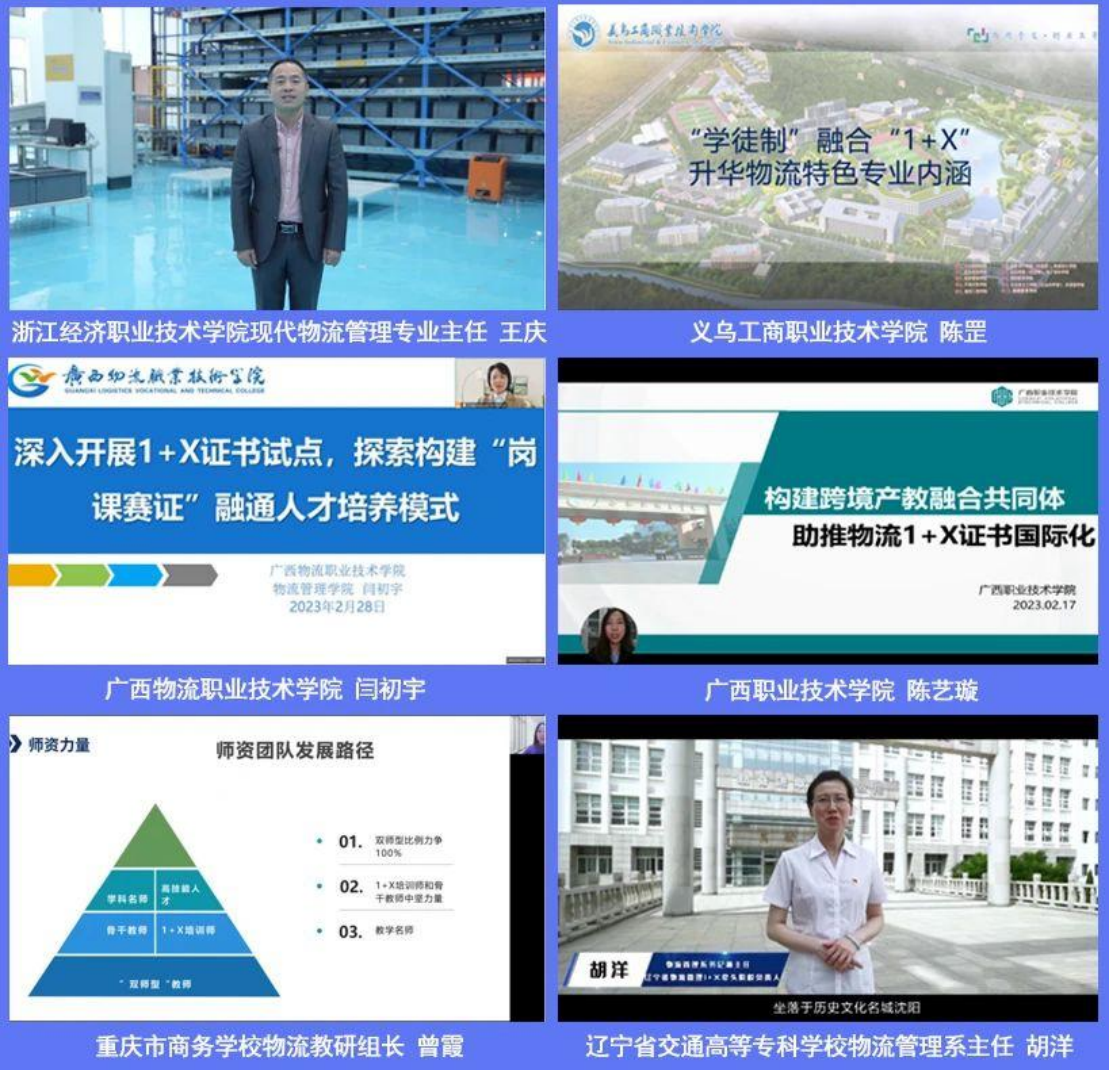 浙江经济职业技术学院现代物流管理专业主任 王庆
义乌工商职业技术学院
“学徒制”融合“1+X”
升华物流特色专业内涵
义乌工商职业技术学院 陈罡
廣西物流职業技術学院
GUANGXI LOGISTICS VOCATIONAL AND TECHNICAL COLLEGE
深入开展1+X证书试点，探索构建“岗
课赛证”融通人才培养模式
广西物流职业技术学院
物流管理学院 闫初宇
2023年2月28日
广西物流职业技术学院 闫初宇
广西职业技术学院
构建跨境产教融合共同体
助推物流1+X证书国际化
广西职业技术学院
2023.02.17
广西职业技术学院 陈艺璇
师资力量
师资团队发展路径
学科名师
高技能人
才
骨干教师
1+X培训师
“双师型“教师
01. 双师型比例力争
100%
02. 1+X培训师和骨
干教师中坚力量
03. 教学名师
重庆市商务学校物流教研组长 曾霞
胡洋
坐落于历史文化名城沈阳
辽宁省交通高等专科学校物流管理系主任 胡洋